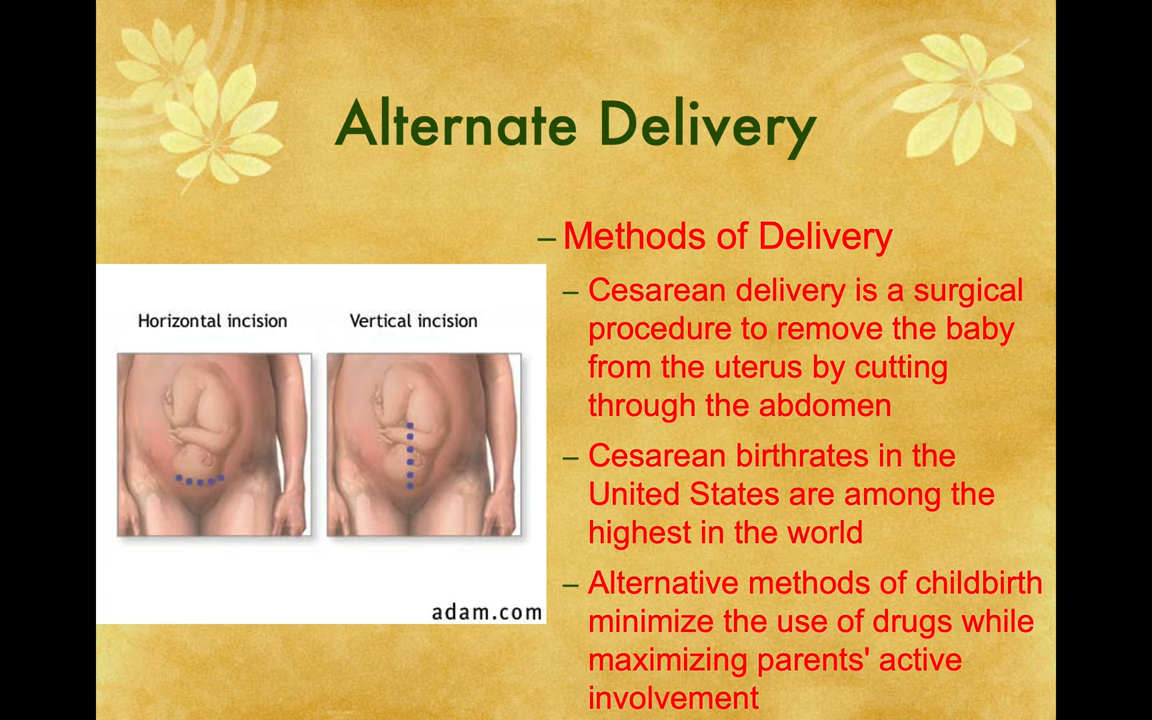 Alternate Delivery
– Methods of Delivery
– Cesarean delivery is a surgical
procedure to remove the baby
from the uterus by cutting
through the abdomen
– Cesarean birthrates in the
United States are among the
highest in the world
– Alternative methods of childbirth
minimize the use of drugs while
maximizing parents' active
involvement
Horizontal incision
Vertical incision
adam.com